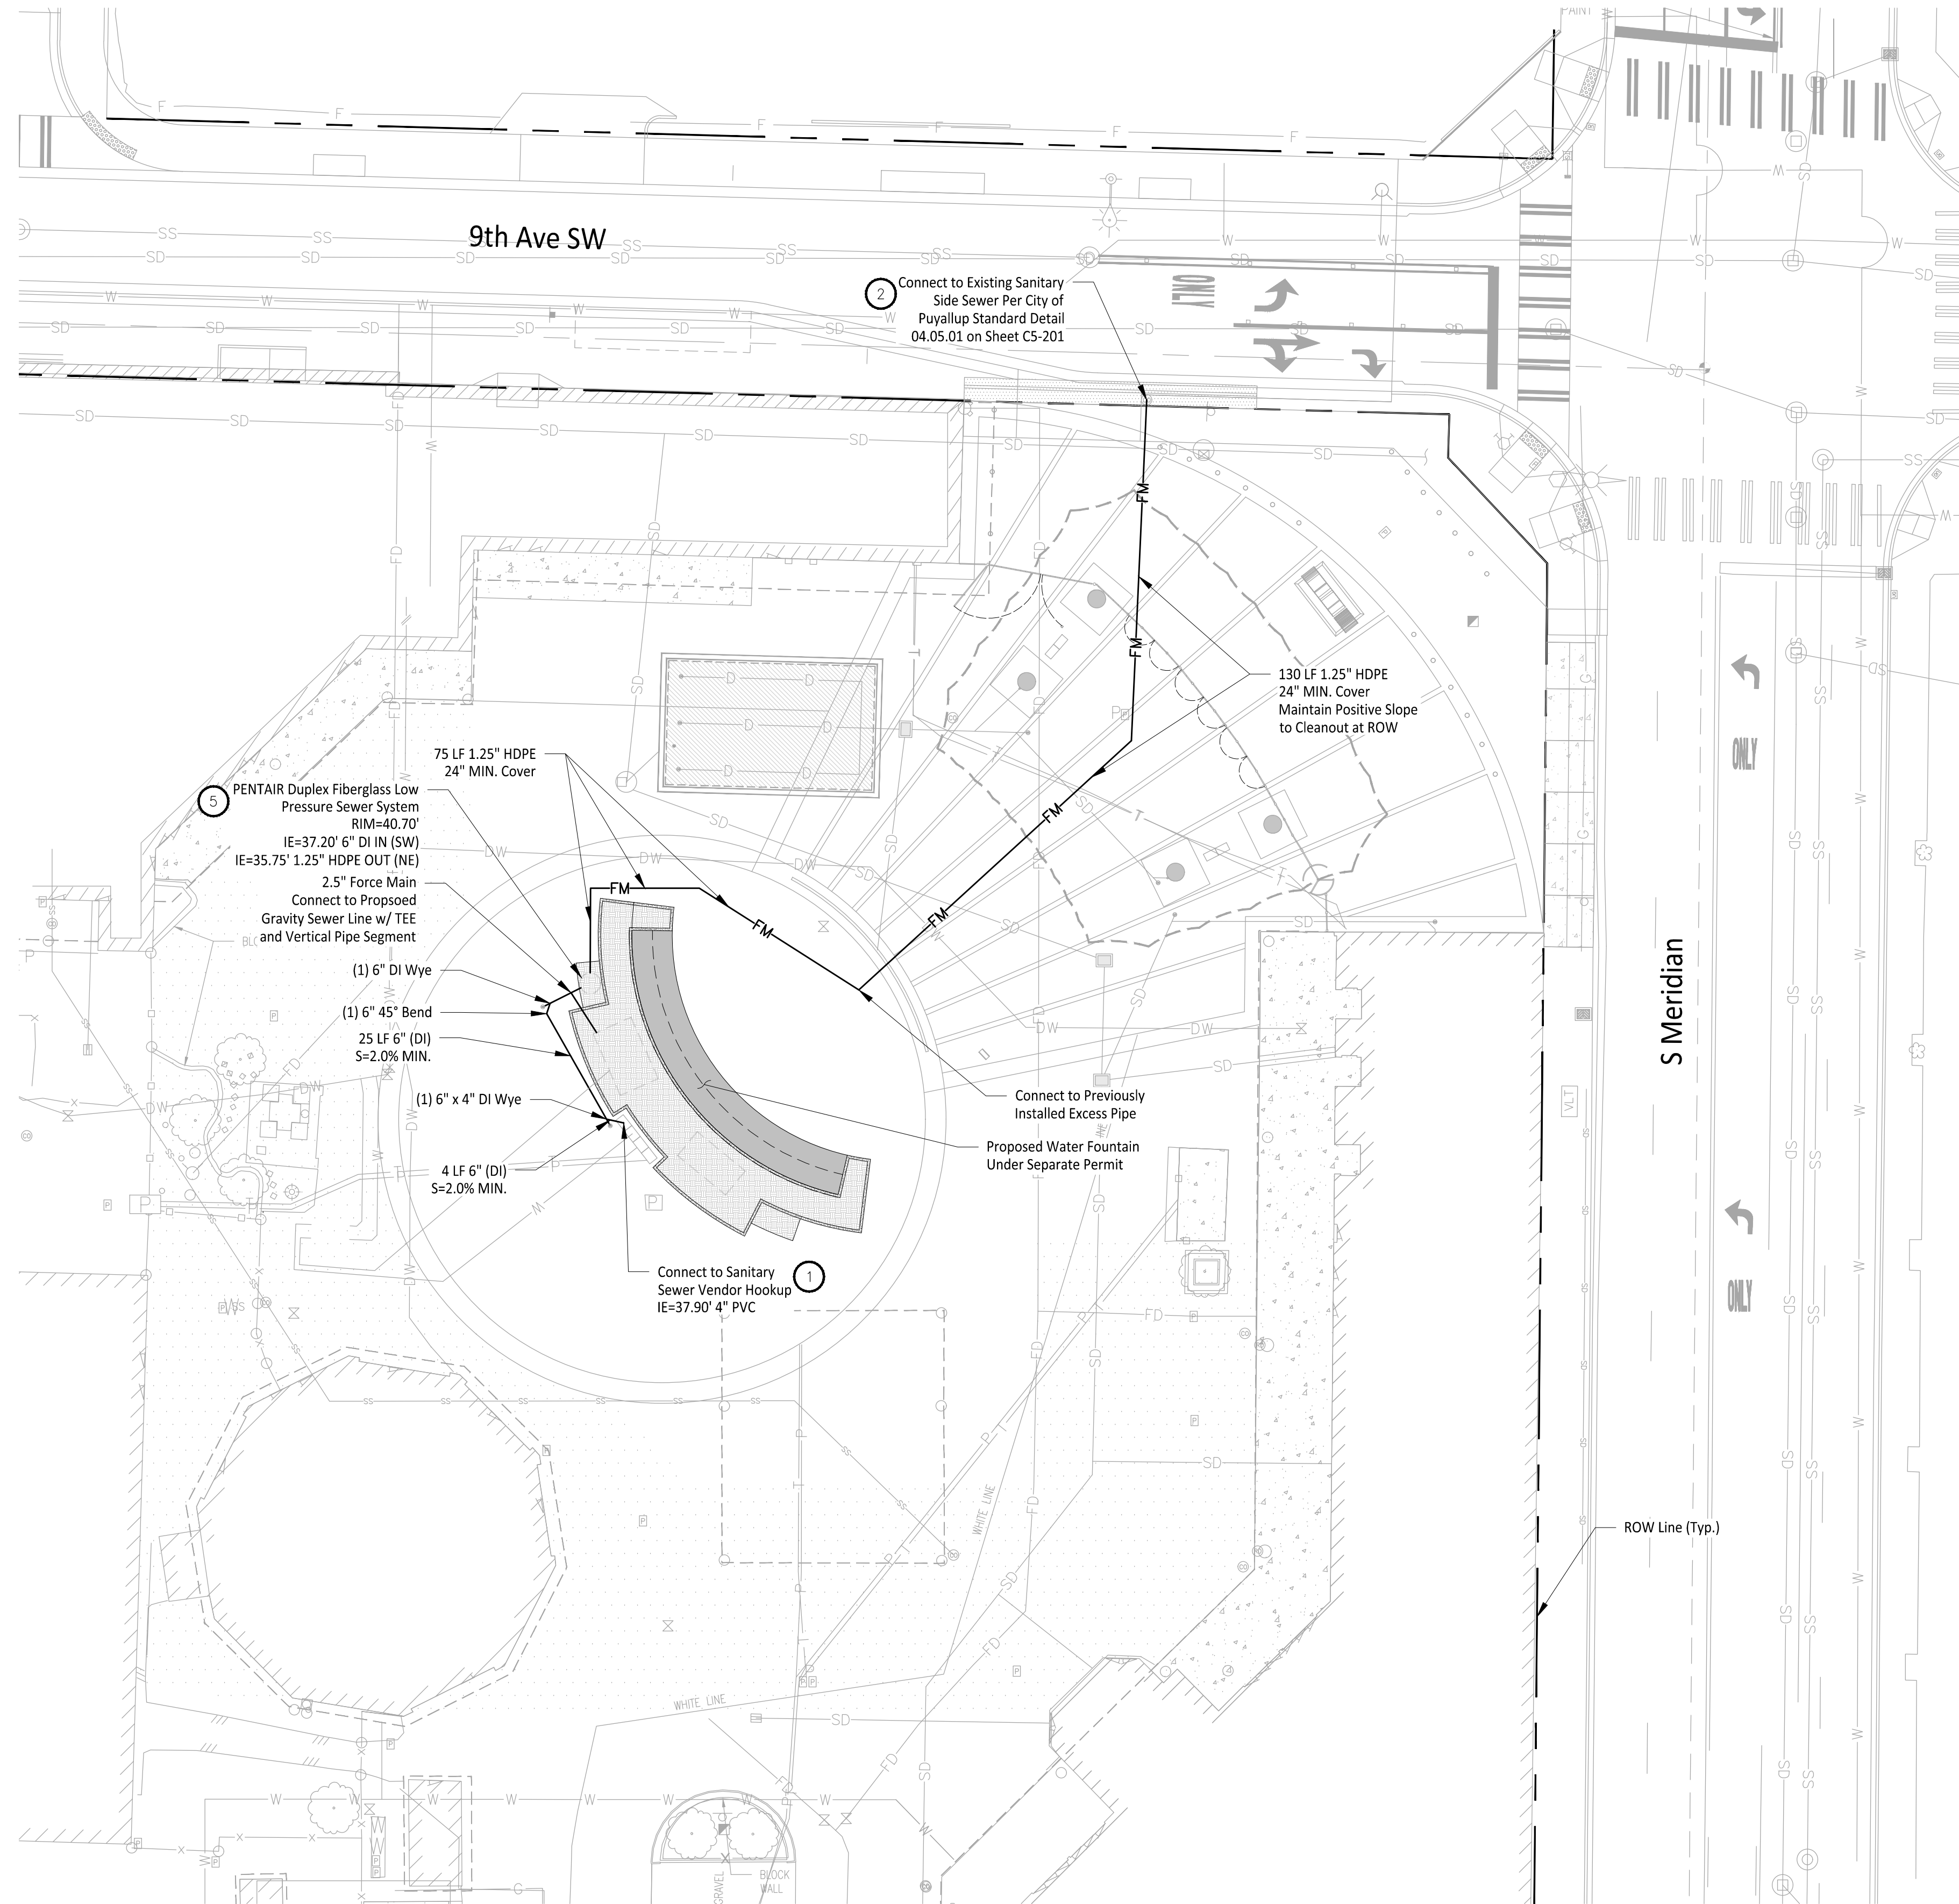 PAINT
9th Ave SW
2
Connect to Existing Sanitary
Side Sewer Per City of
Puyallup Standard Detail
04.05.01 on Sheet C5-201
ONLY
130 LF 1.25" HDPE
24" MIN. Cover
Maintain Positive Slope
to Cleanout at ROW
75 LF 1.25" HDPE
24" MIN. Cover
5
PENTAIR Duplex Fiberglass Low
Pressure Sewer System
RIM=40.70'
IE=37.20' 6" DI IN (SW)
IE=35.75' 1.25" HDPE OUT (NE)
2.5" Force Main
Connect to Propsoed
Gravity Sewer Line w/ TEE
and Vertical Pipe Segment
(1) 6" DI Wye
(1) 6" 45° Bend
25 LF 6" (DI)
S=2.0% MIN.
(1) 6" x 4" DI Wye
4 LF 6" (DI)
S=2.0% MIN.
FM
FM
FM
FM
FM
FM
Connect to Previously
Installed Excess Pipe
Proposed Water Fountain
Under Separate Permit
Connect to Sanitary
Sewer Vendor Hookup
IE=37.90' 4" PVC
1
S Meridian
ONLY
ONLY
VLT
ROW Line (Typ.)
WHITE LINE
WHITE LINE
BLOCK
WALL
GRAVEL